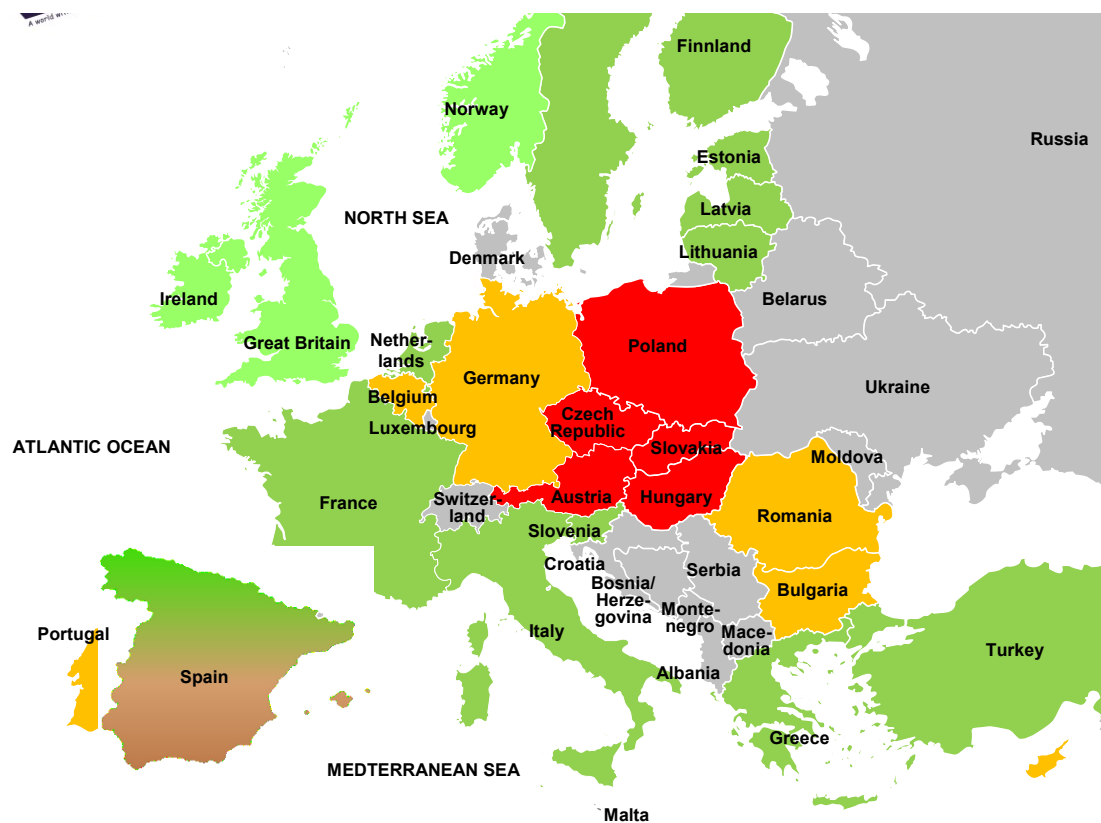 A world wit
Finnland
Norway
Russia
Estonia
Latvia
NORTH SEA
Lithuania
Denmark
Belarus
Ireland
Great Britain
Nether-
lands
Poland
Germany
Ukraine
Belgium
Czech
Republic
Luxembourg
ATLANTIC OCEAN
Slovakia
Moldova
France
Switzer-
land
Austria
Hungary
Romania
Slovenia
Croatia
Serbia
Bosnia/
Herze-
govina
Bulgaria
Monte-
negro
Portugal
Italy
Mace-
donia
Turkey
Spain
Albania
Greece
MEDTERRANEAN SEA
Malta